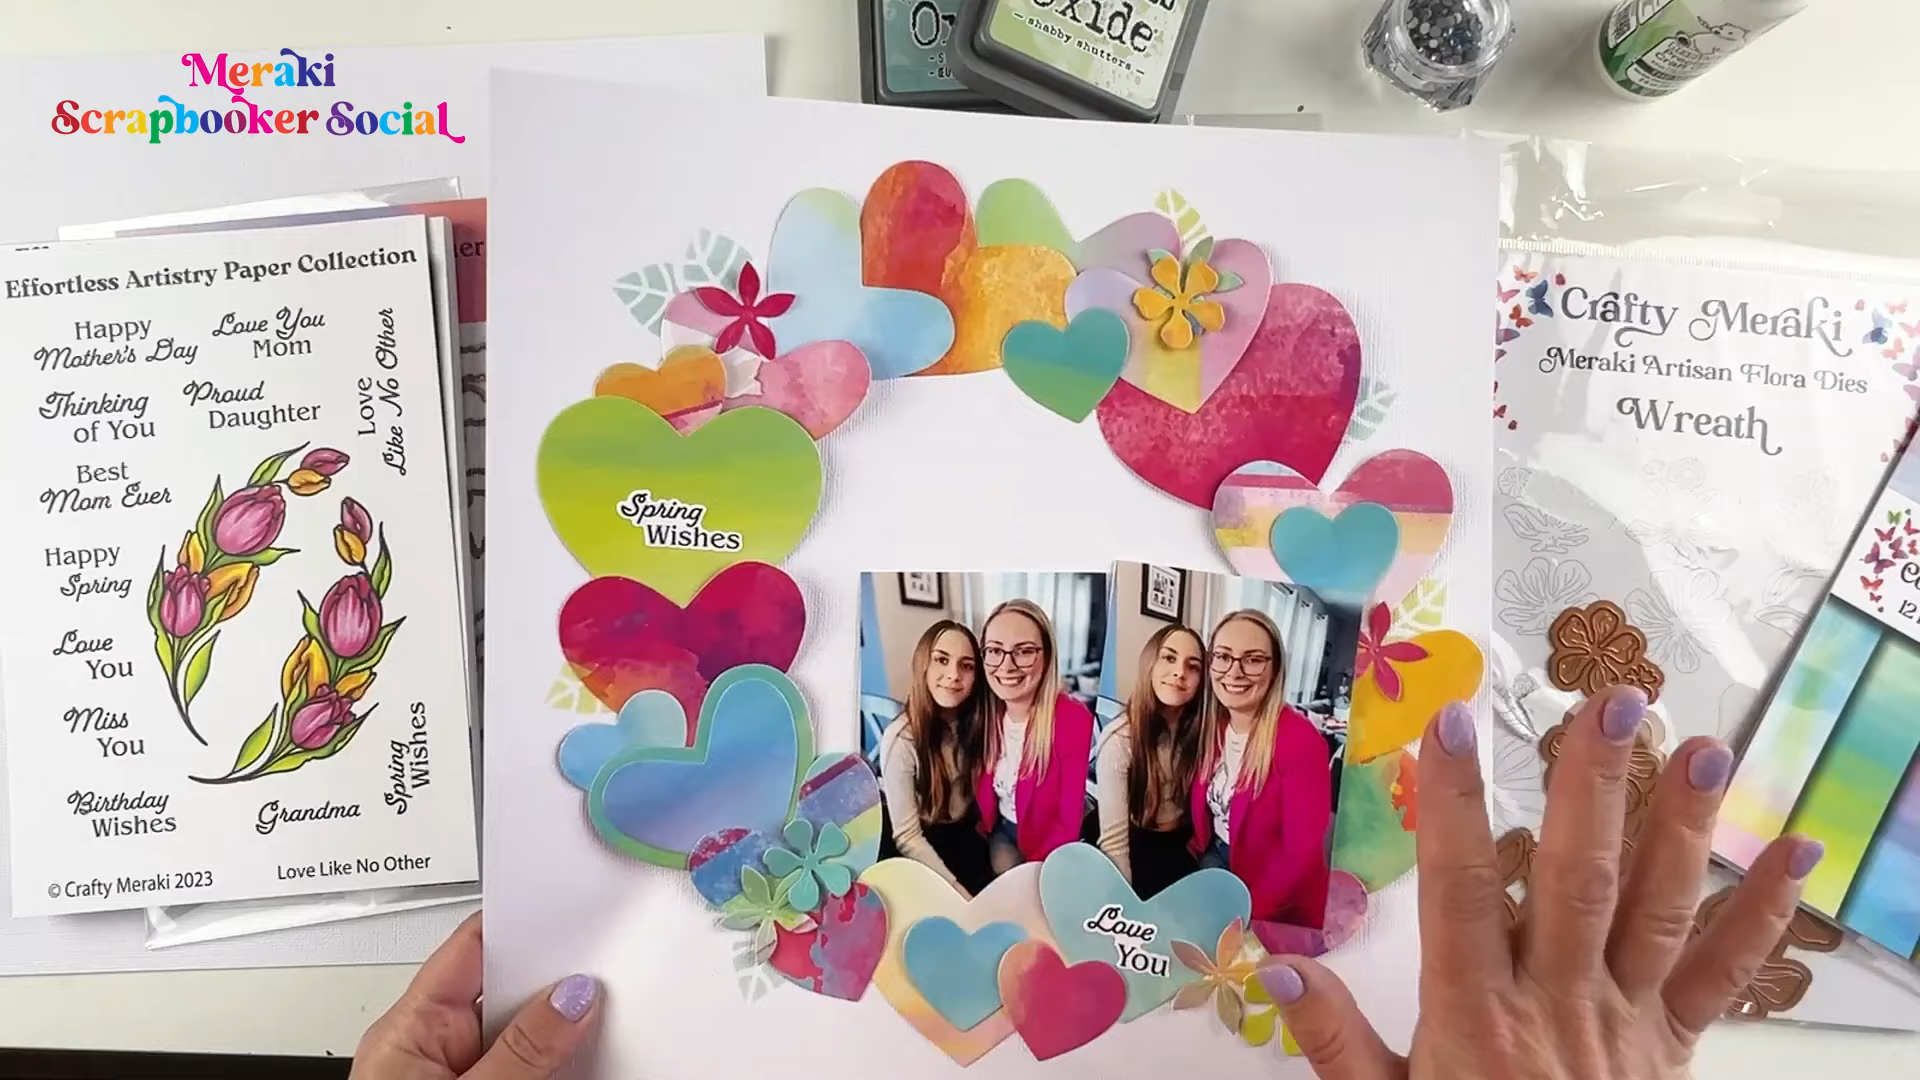 Meraki
Scrapbooker Social
Effortless Artistry Paper Collection
Happy
Mother's Day
Love You
Mom
Love
Like No Other
Thinking
of You
Proud
Daughter
Best
Mom Ever
Happy
Spring
Love
You
Miss
You
Spring
Wishes
Birthday
Wishes
Grandma
© Crafty Meraki 2023
Love Like No Other
Spring
Wishes
Love
You
Oxide
shabby shutters
Crafty Meraki
Meraki Artisan Flora Dies
Wreath